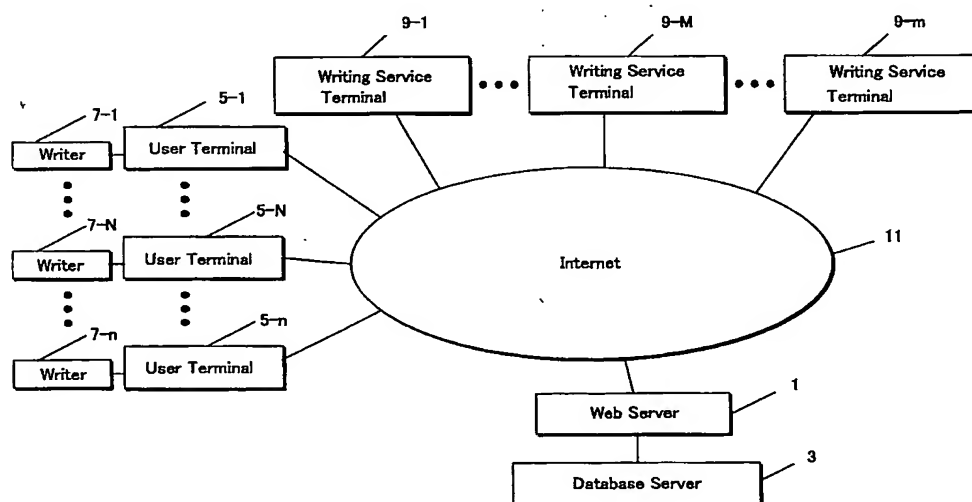 9-1
9-M
9-m
Writing Service
Terminal
Writing Service
Terminal
Writing Service
Terminal
7-1
5-1
Writer
User Terminal
7-N
5-N
Writer
User Terminal
7-n
5-n
Writer
User Terminal
Internet
11
Web Server
1
Database Server
3